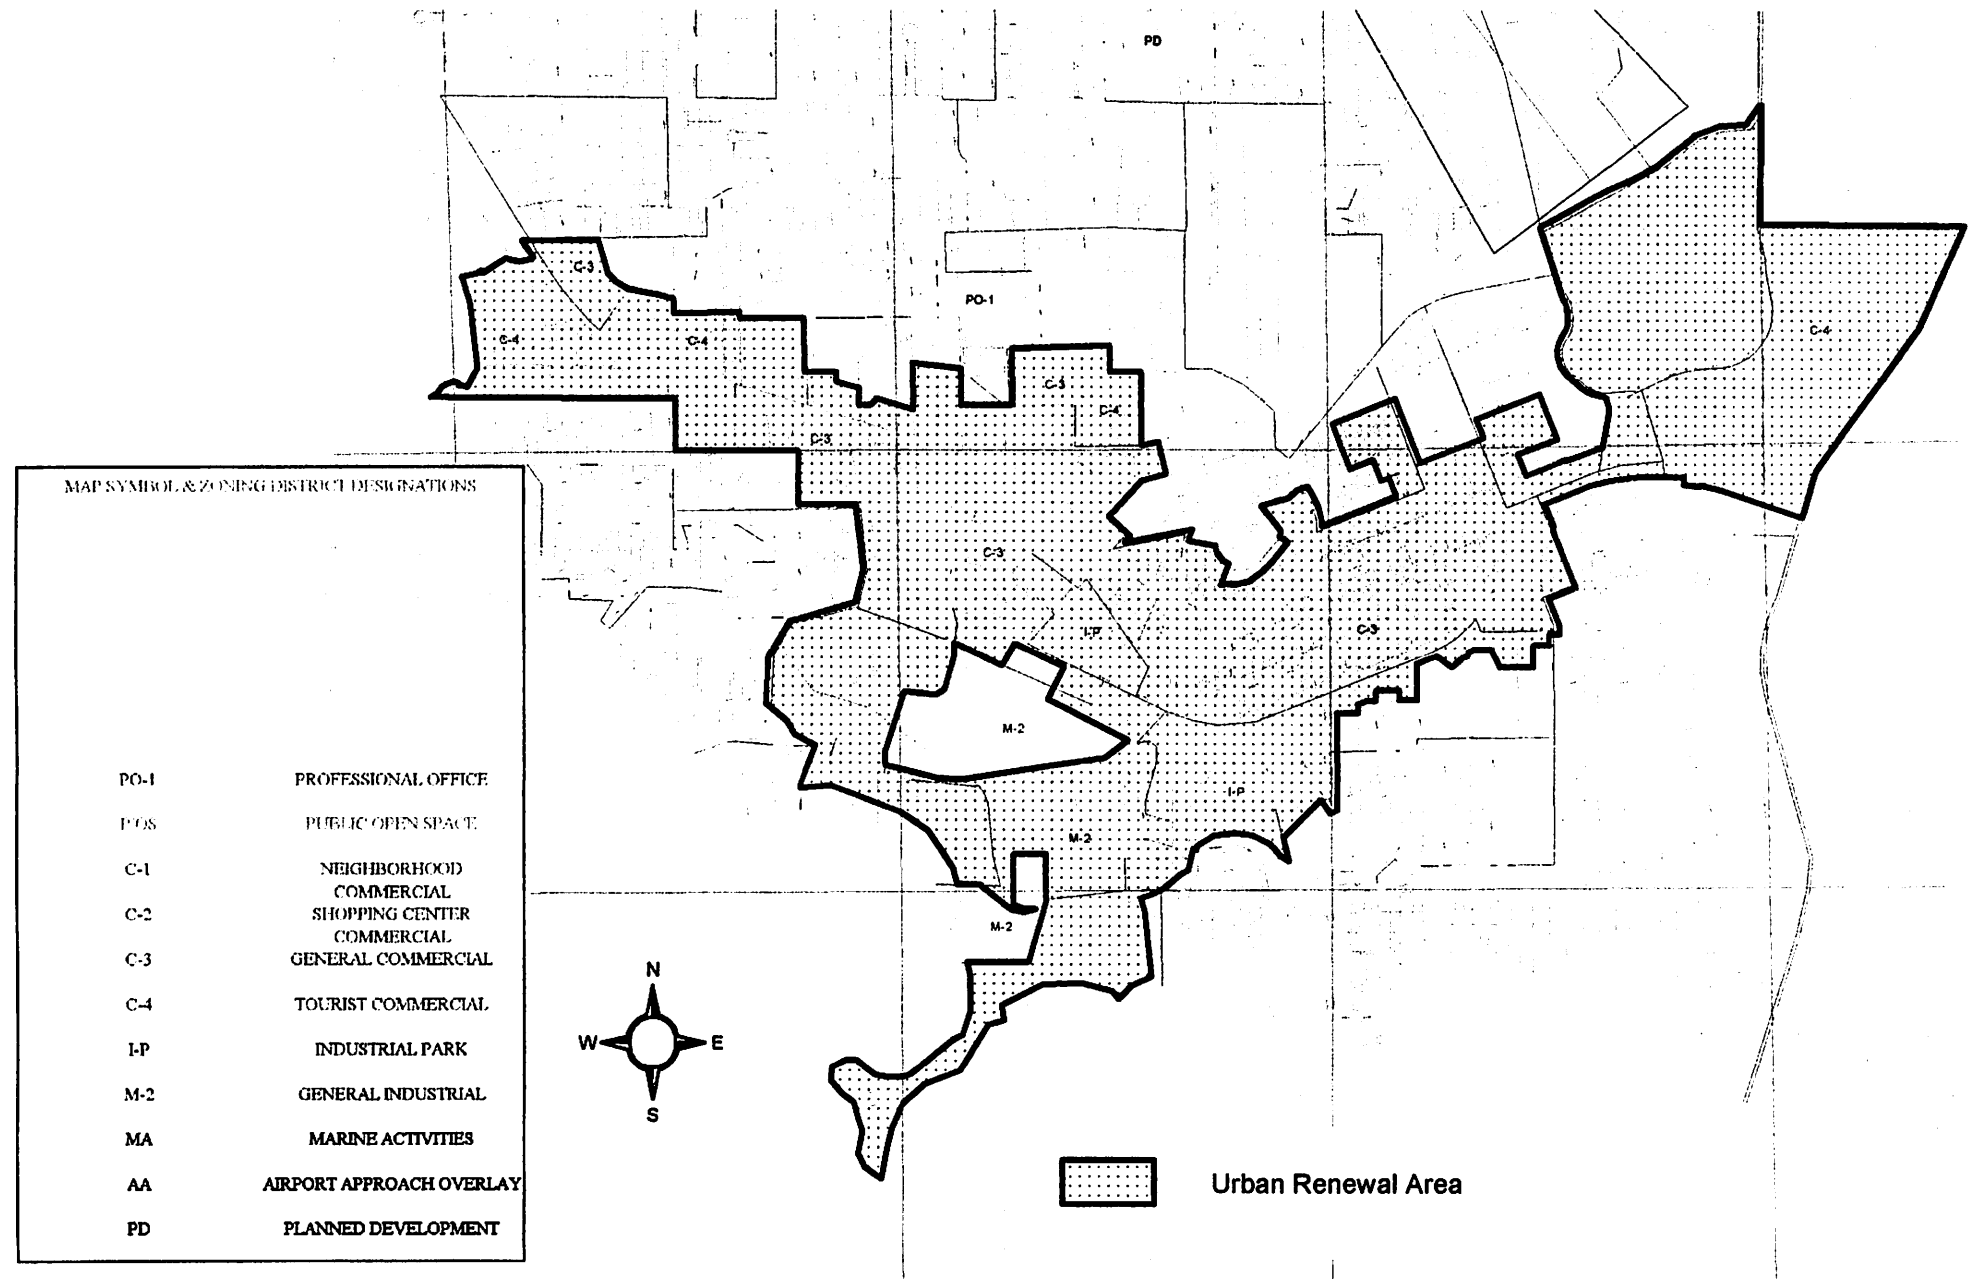 PD
C-3
PO-1
C-4
C-4
C-4
C-3
C-4
C-3
MAP SYMBOL & ZONING DISTRICT DESIGNATIONS
C-3
I-P
C-3
M-2
PO-1 PROFESSIONAL OFFICE
I-P
P/OS PUBLIC OPEN SPACE
M-2
C-1 NEIGHBORHOOD
COMMERCIAL
C-2 SHOPPING CENTER
COMMERCIAL
M-2
C-3 GENERAL COMMERCIAL
N
C-4 TOURIST COMMERCIAL
W E
I-P INDUSTRIAL PARK
M-2 GENERAL INDUSTRIAL
S
MA MARINE ACTIVITIES
AA AIRPORT APPROACH OVERLAY
Urban Renewal Area
PD PLANNED DEVELOPMENT